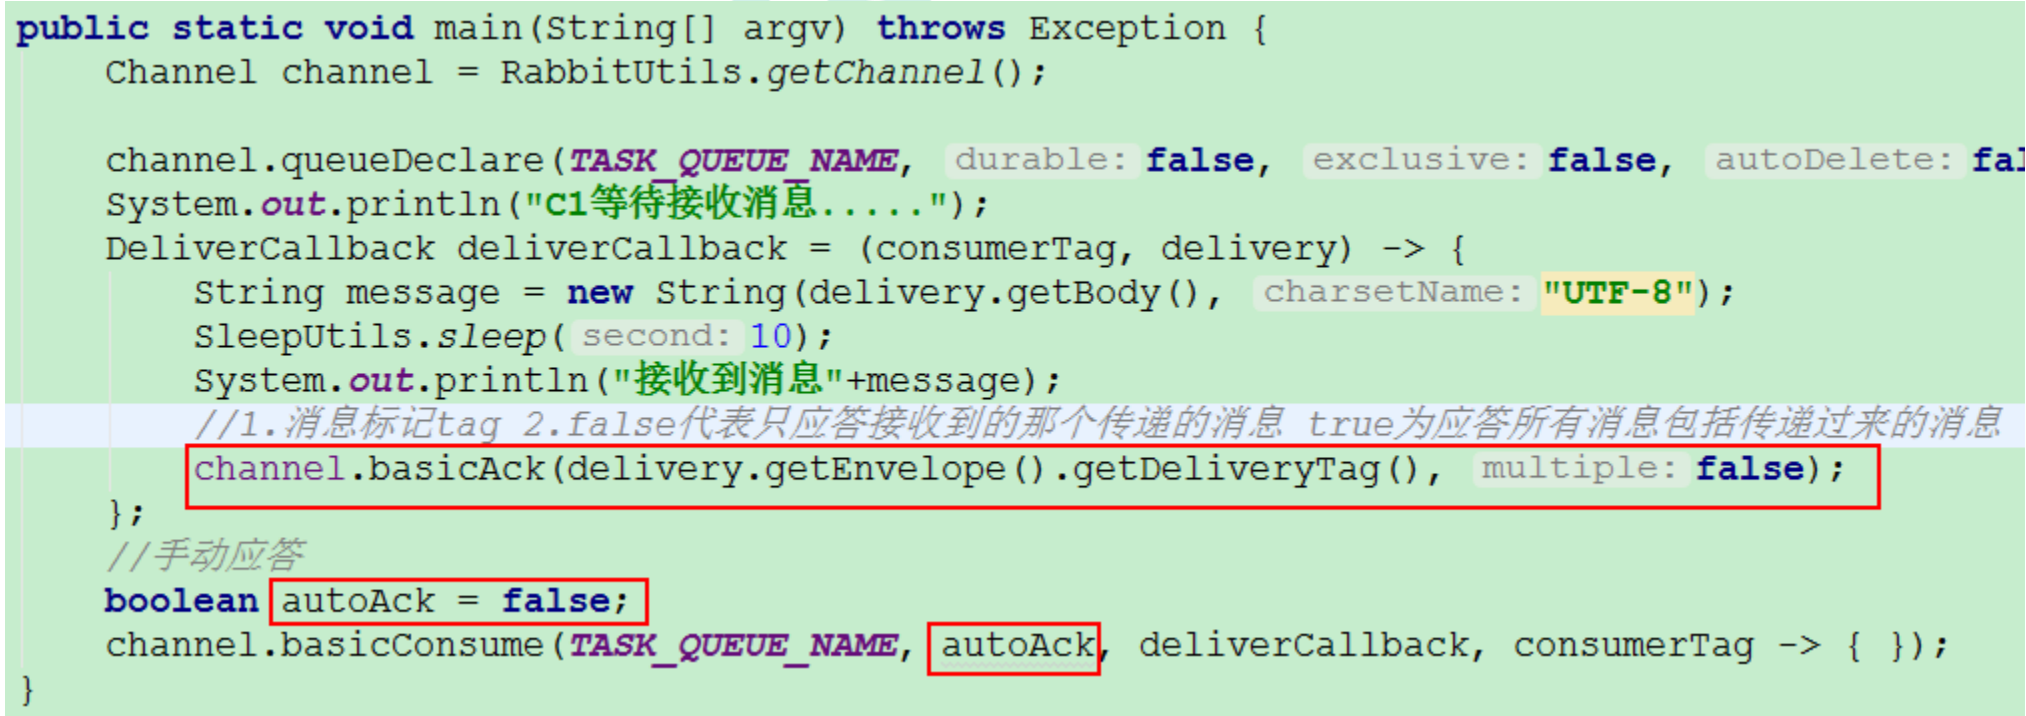 public static void main(String[] argv) throws Exception {
Channel channel = RabbitUtils.getChannel();
channel.queueDeclare(TASK_QUEUE_NAME, durable: false, exclusive: false, autoDelete: fal
System.out.println("C1等待接收消息.....");
DeliverCallback deliverCallback = (consumerTag, delivery) -> {
String message = new String(delivery.getBody(), charsetName: "UTF-8");
SleepUtils.sleep( second: 10);
System.out.println("接收到消息"+message);
//1.消息标记tag 2.false代表只应答接收到的那个传递的消息 true为应答所有消息包括传递过来的消息
channel.basicAck(delivery.getEnvelope().getDeliveryTag(), multiple: false);
};
//手动应答
boolean autoAck = false;
channel.basicConsume(TASK_QUEUE_NAME, autoAck, deliverCallback, consumerTag -> { });
}